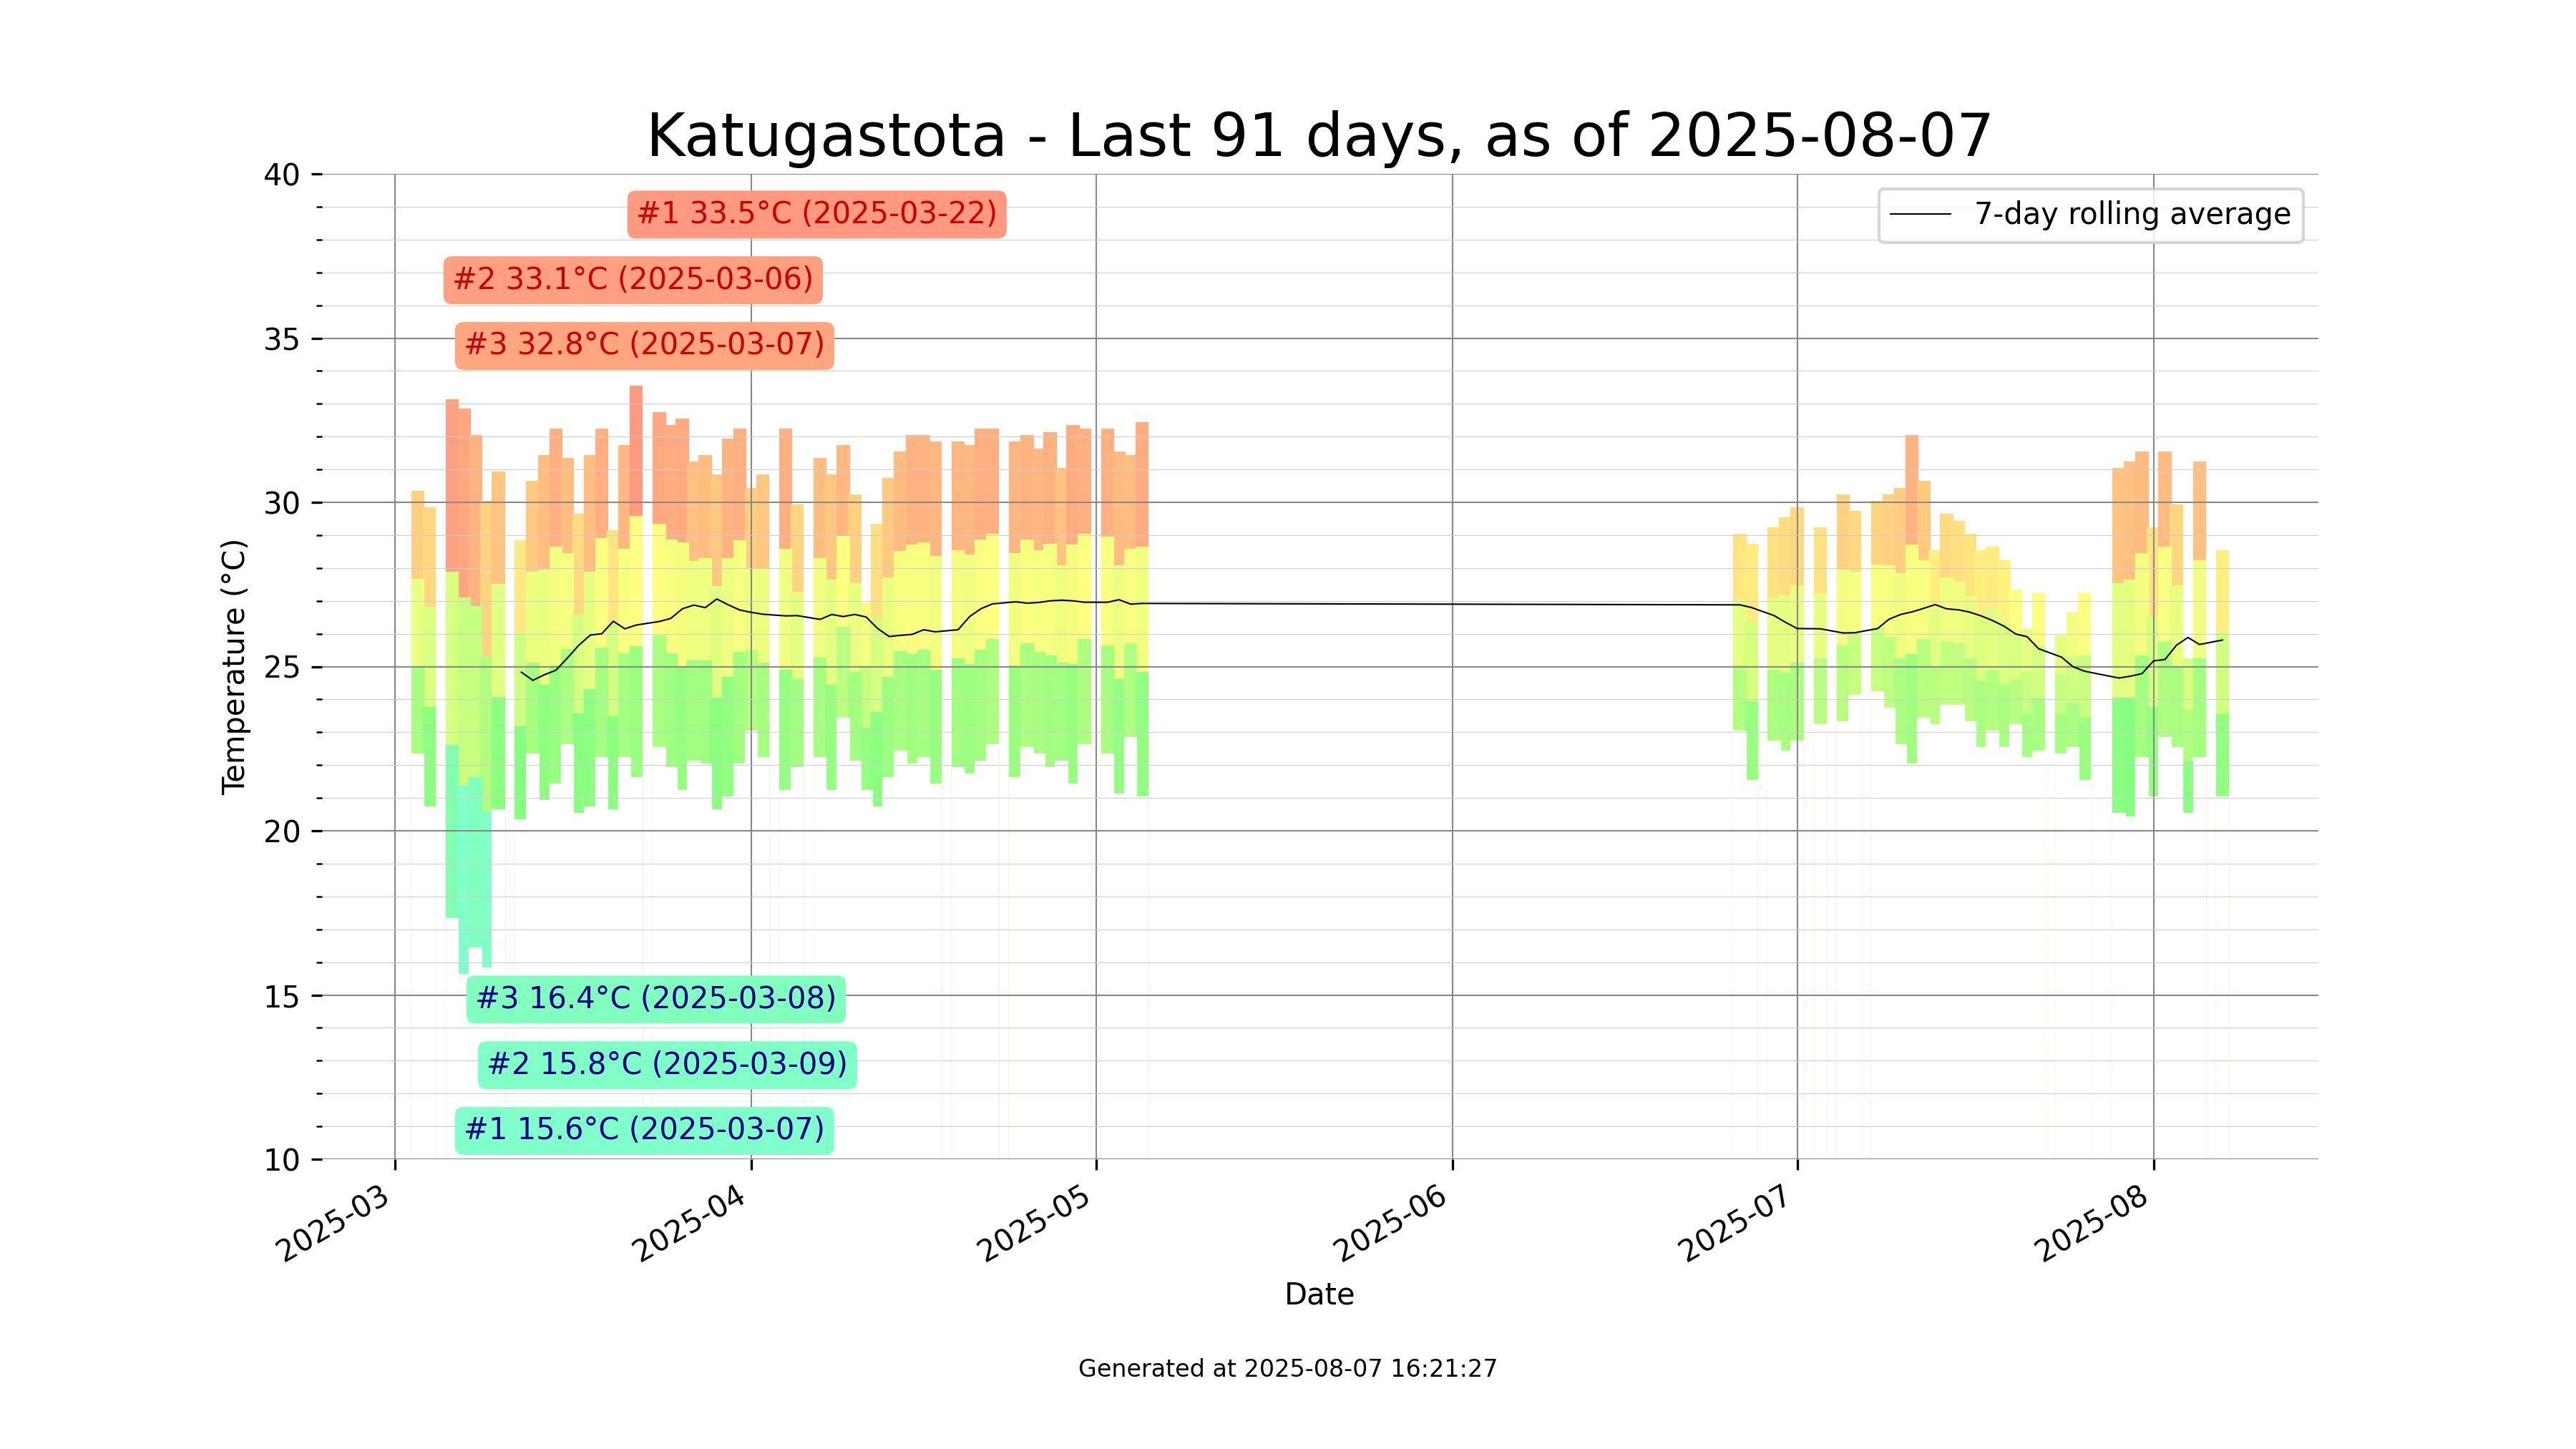 Katugastota - Last 91 days, as of 2025-08-07
40
35
30
25
20
15
10
Temperature (°C)
#1 33.5°C (2025-03-22)
#2 33.1°C (2025-03-06)
#3 32.8°C (2025-03-07)
7-day rolling average
#3 16.4°C (2025-03-08)
#2 15.8°C (2025-03-09)
#1 15.6°C (2025-03-07)
2025-03
2025-04
2025-05
2025-06
2025-07
2025-08
Date
Generated at 2025-08-07 16:21:27